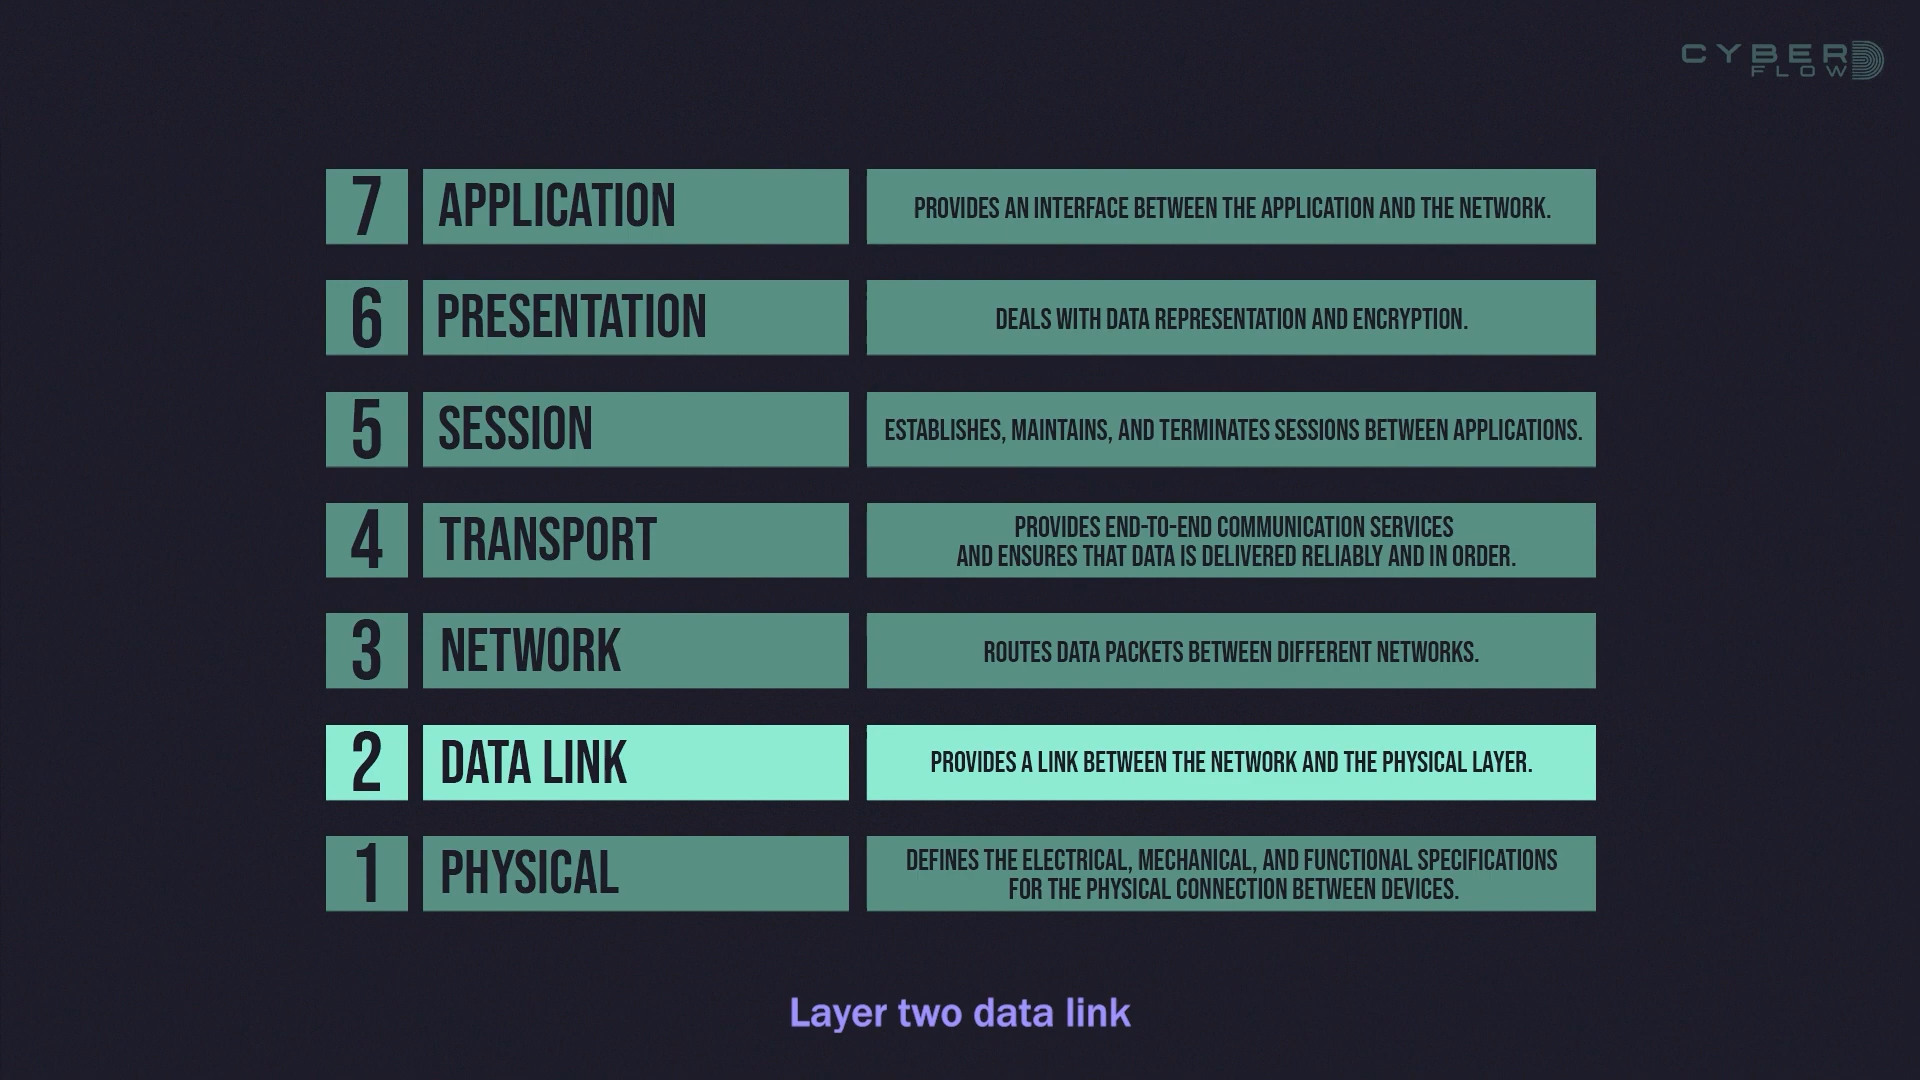 CYBER
FLOW
7 APPLICATION PROVIDES AN INTERFACE BETWEEN THE APPLICATION AND THE NETWORK.
6 PRESENTATION DEALS WITH DATA REPRESENTATION AND ENCRYPTION.
5 SESSION ESTABLISHES, MAINTAINS, AND TERMINATES SESSIONS BETWEEN APPLICATIONS.
4 TRANSPORT PROVIDES END-TO-END COMMUNICATION SERVICES
AND ENSURES THAT DATA IS DELIVERED RELIABLY AND IN ORDER.
3 NETWORK ROUTES DATA PACKETS BETWEEN DIFFERENT NETWORKS.
2 DATA LINK PROVIDES A LINK BETWEEN THE NETWORK AND THE PHYSICAL LAYER.
1 PHYSICAL DEFINES THE ELECTRICAL, MECHANICAL, AND FUNCTIONAL SPECIFICATIONS
FOR THE PHYSICAL CONNECTION BETWEEN DEVICES.
Layer two data link